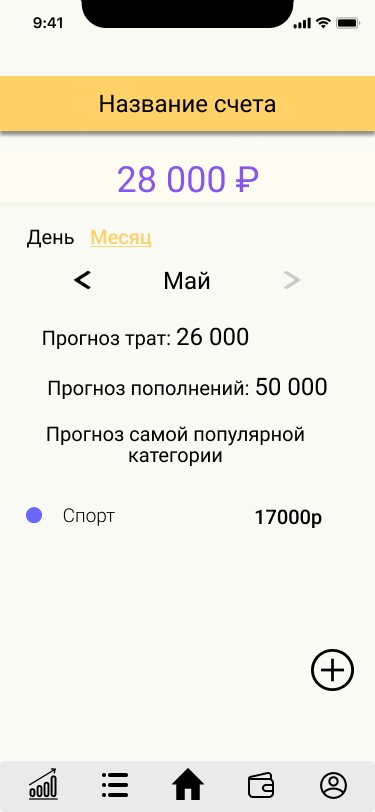 9:41
Название счета
28 000 ₽
День Месяц
< Май >
Прогноз трат: 26 000
Прогноз пополнений: 50 000
Прогноз самой популярной
категории
Спорт 17000р